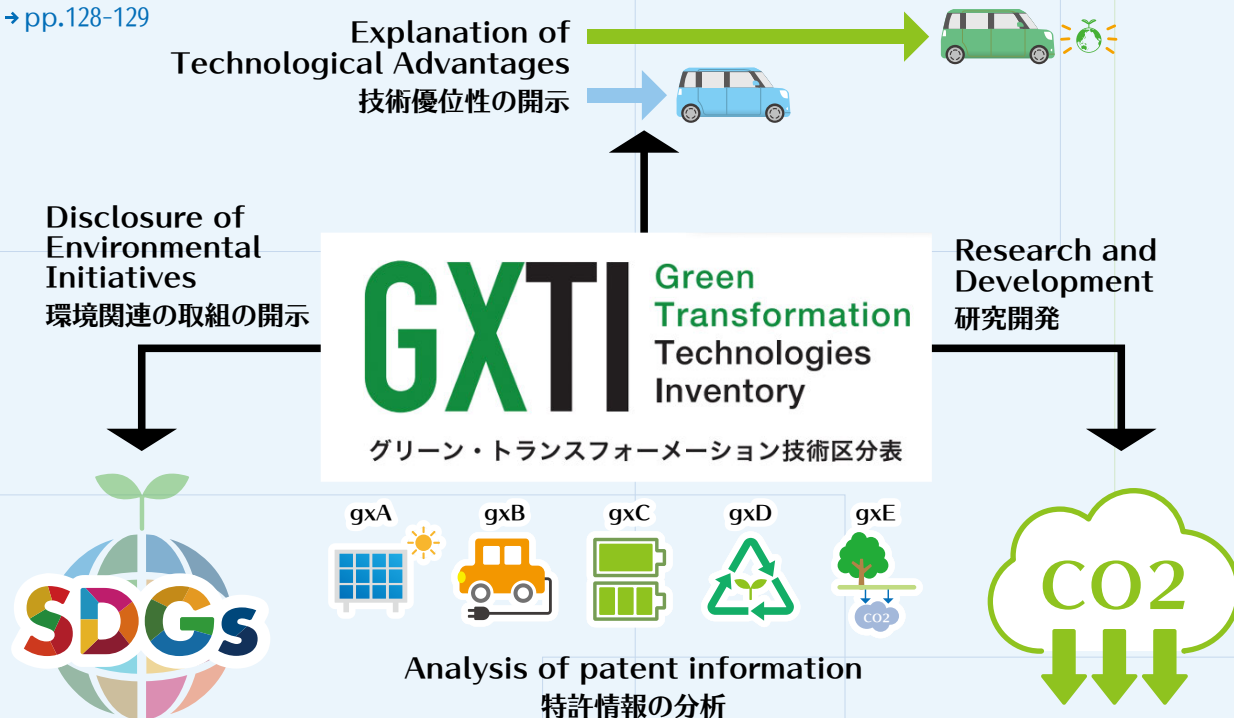 → pp.128-129
Explanation of
Technological Advantages
技術優位性の開示
Disclosure of
Environmental
Initiatives
環境関連の取組の開示
GXTI
Green
Transformation
Technologies
Inventory
グリーン・トランスフォーメーション技術区分表
Research and
Development
研究開発
gxA
gxB
gxC
gxD
gxE
CO2
SDGs
CO2
Analysis of patent information
特許情報の分析